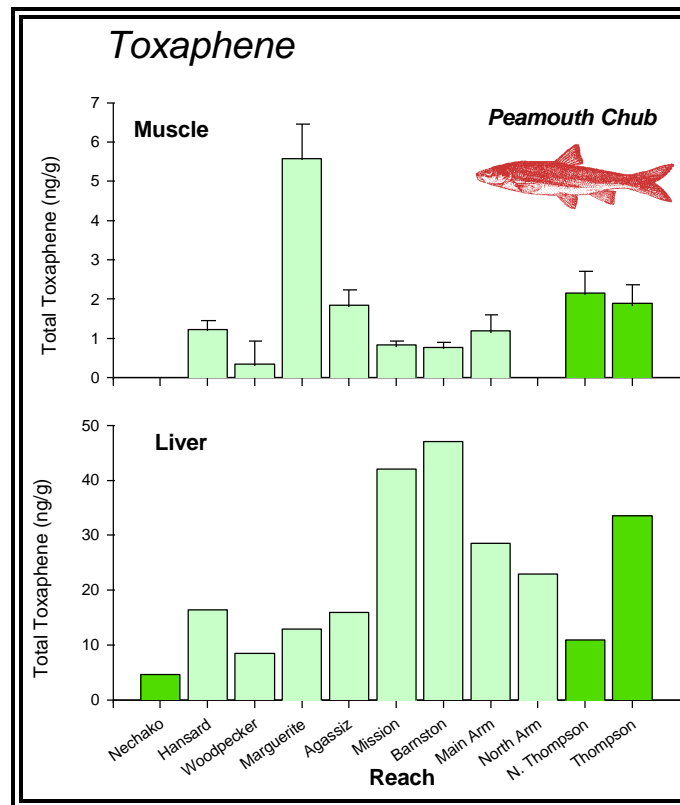 Toxaphene
Muscle
Peamouth Chub
Total Toxaphene (ng/g)
7
6
5
4
3
2
1
0
Liver
Total Toxaphene (ng/g)
50
40
30
20
10
0
Nechako
Hansard
Woodpecker
Marguerite
Agassiz
Mission
Barnston
Main Arm
North Arm
N. Thompson
Thompson
Reach